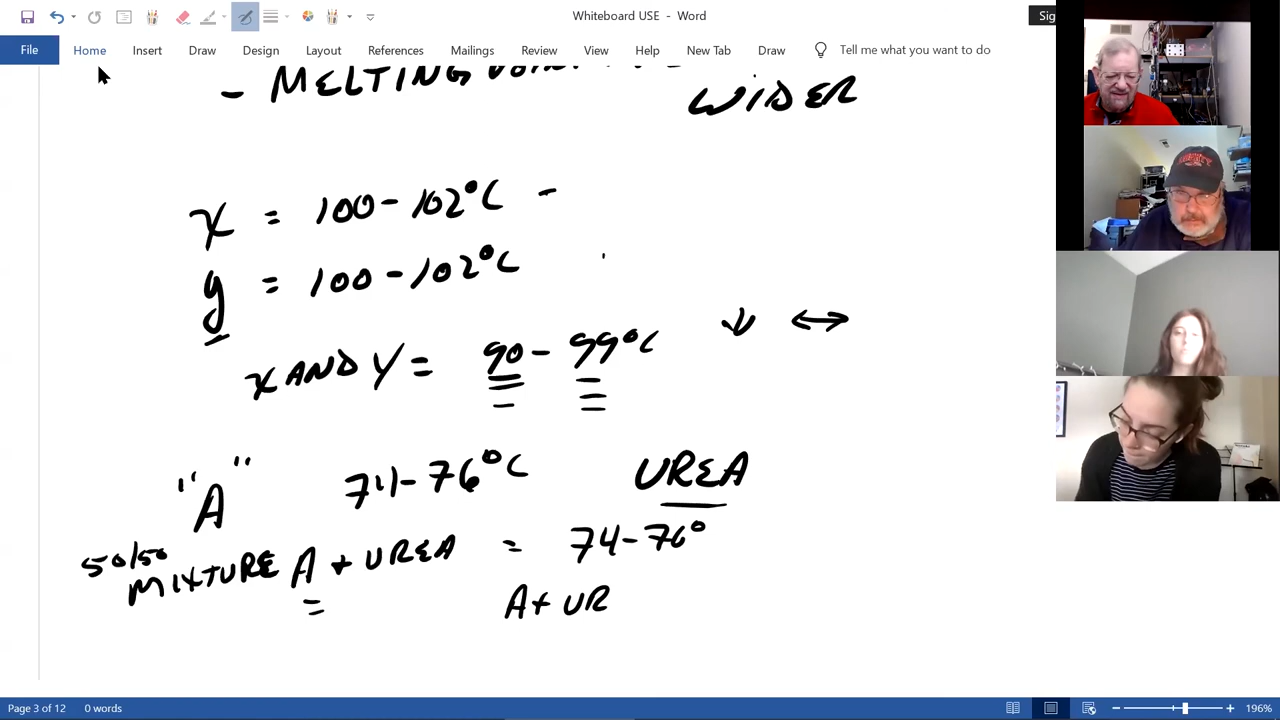 Whiteboard USE - Word
Sig
File Home Insert Draw Design Layout References Mailings Review View Help New Tab Draw Tell me what you want to do
- MELTING
WIDER
x = 100-102°C -
y = 100-102°C
x AND Y = 90-99°C ↓ ↔
"A" 74-76°C UREA
50/50
MIXTURE A + UREA = 74-76°
A + UR
Page 3 of 12 0 words 196%